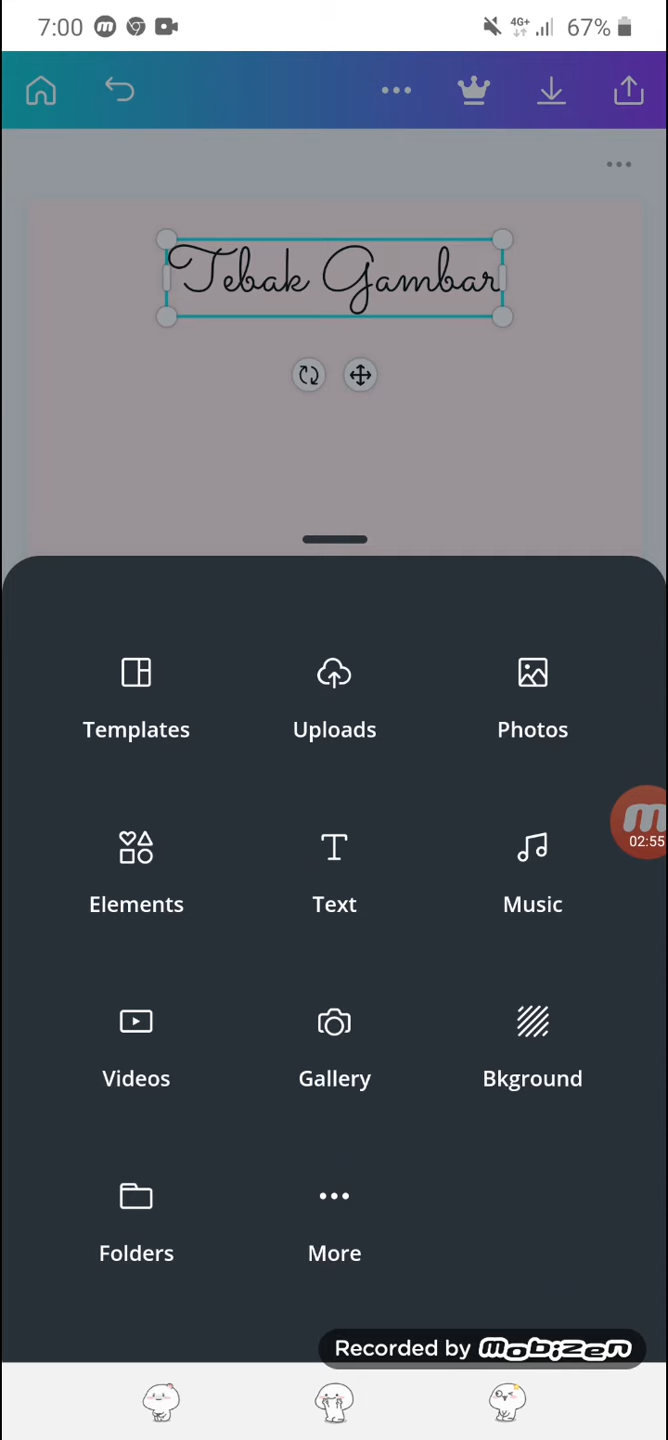 7:00 4G+ 67%
Tebak Gambar
Templates Uploads Photos
02:55
Elements Text Music
Videos Gallery Bkground
Folders More
Recorded by mobizen